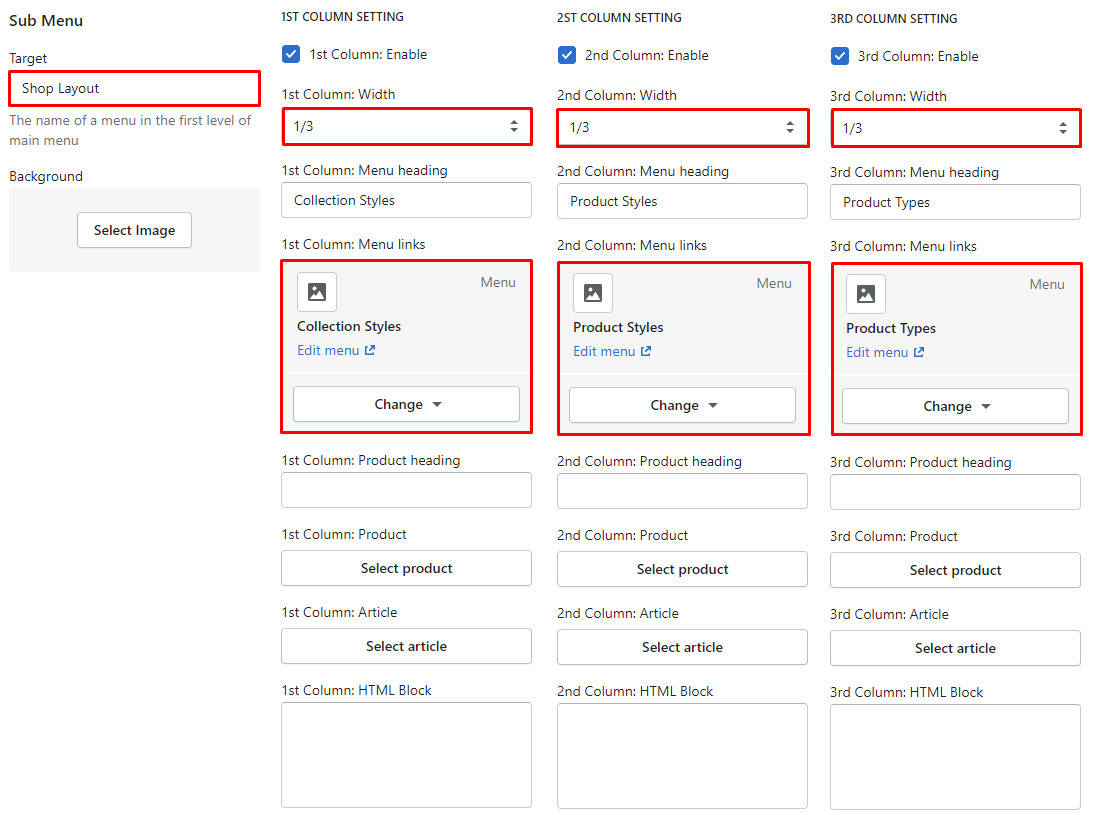 Sub Menu
Target
Shop Layout
The name of a menu in the first level of
main menu
Background
Select Image
1ST COLUMN SETTING
1st Column: Enable
1st Column: Width
1/3
1st Column: Menu heading
Collection Styles
1st Column: Menu links
Menu
Collection Styles
Edit menu
Change
1st Column: Product heading
1st Column: Product
Select product
1st Column: Article
Select article
1st Column: HTML Block
2ST COLUMN SETTING
2nd Column: Enable
2nd Column: Width
1/3
2nd Column: Menu heading
Product Styles
2nd Column: Menu links
Menu
Product Styles
Edit menu
Change
2nd Column: Product heading
2nd Column: Product
Select product
2nd Column: Article
Select article
2nd Column: HTML Block
3RD COLUMN SETTING
3rd Column: Enable
3rd Column: Width
1/3
3rd Column: Menu heading
Product Types
3rd Column: Menu links
Menu
Product Types
Edit menu
Change
3rd Column: Product heading
3rd Column: Product
Select product
3rd Column: Article
Select article
3rd Column: HTML Block